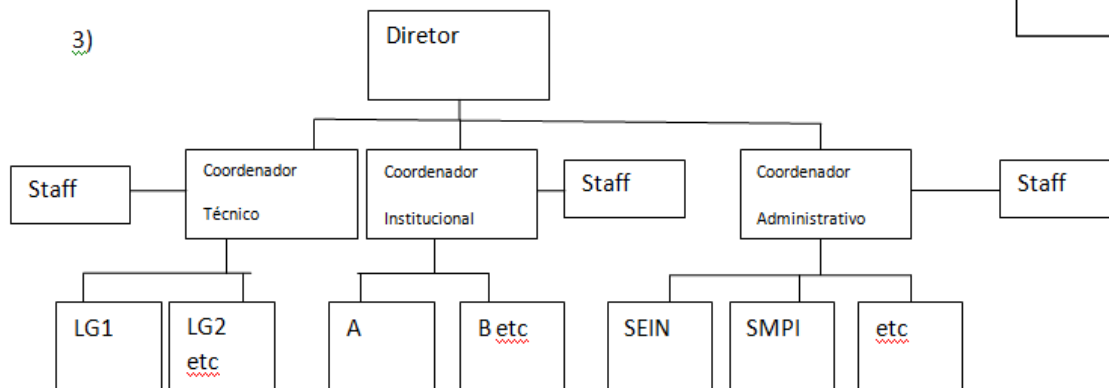 3)
Diretor
Staff
Coordenador
Técnico
Coordenador
Institucional
Staff
Coordenador
Administrativo
Staff
LG1
LG2
etc
A
B etc
SEIN
SMPI
etc